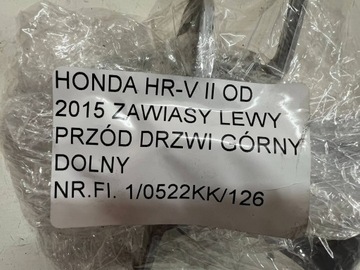 HONDA HR-V II OD
2015 ZAWIASY LEWY
PRZÓD DRZWI GÓRNY
DOLNY
NR.FI. 1/0522KK/126